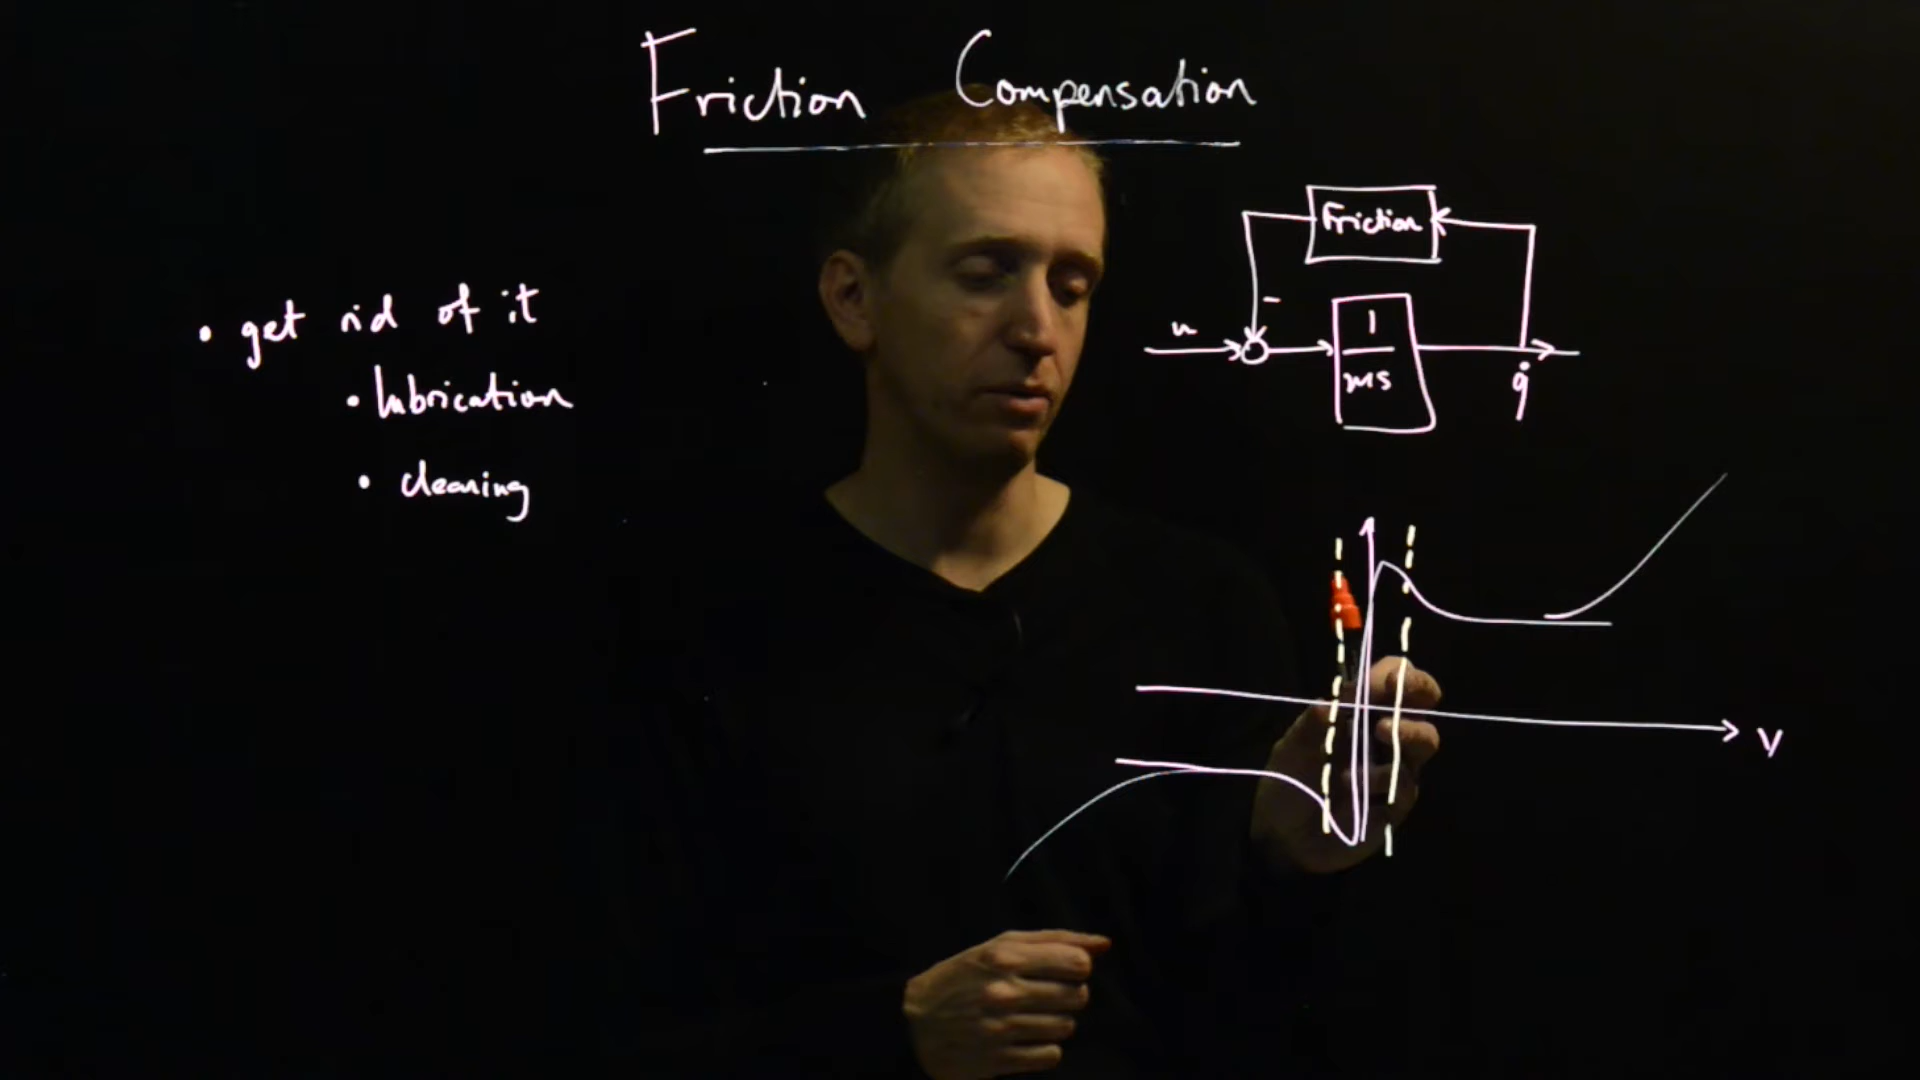 Friction Compensation
• get rid of it
• lubrication
• cleaning
Friction
-
u
1
ms
q̇
v